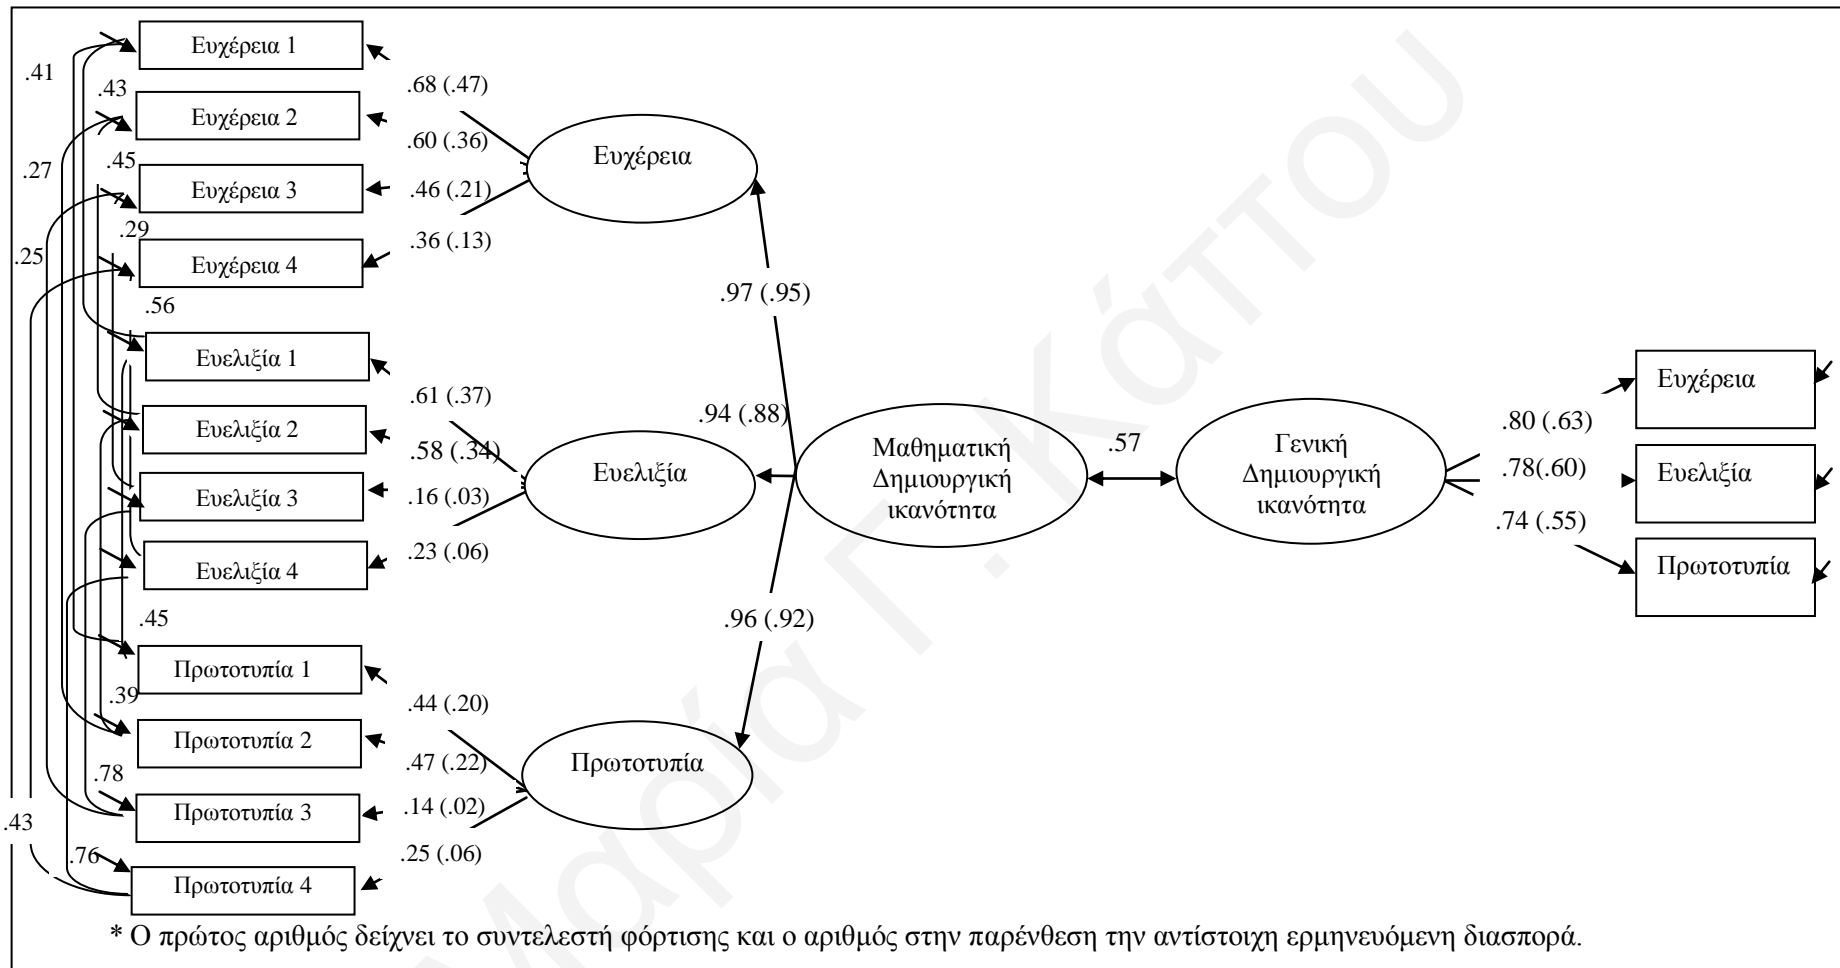 Ευχέρεια 1
.41
.68 (.47)
.43
Ευχέρεια 2
.60 (.36)
Ευχέρεια
.45
.27
Ευχέρεια 3
.46 (.21)
.29
.36 (.13)
.25
Ευχέρεια 4
.97 (.95)
.56
Ευελιξία 1
Ευχέρεια
.61 (.37)
.94 (.88)
.80 (.63)
Ευελιξία 2
.58 (.34)
Ευελιξία
Μαθηματική
Δημιουργική
ικανότητα
.57
Γενική
Δημιουργική
ικανότητα
.78(.60)
Ευελιξία
Ευελιξία 3
.16 (.03)
.74 (.55)
.23 (.06)
Ευελιξία 4
Πρωτοτυπία
.45
.96 (.92)
Πρωτοτυπία 1
.39
.44 (.20)
Πρωτοτυπία 2
.47 (.22)
Πρωτοτυπία
.78
.14 (.02)
Πρωτοτυπία 3
.43
.76
.25 (.06)
Πρωτοτυπία 4
* Ο πρώτος αριθμός δείχνει το συντελεστή φόρτισης και ο αριθμός στην παρένθεση την αντίστοιχη ερμηνευόμενη διασπορά.
Μαρία Γ. Κάττου